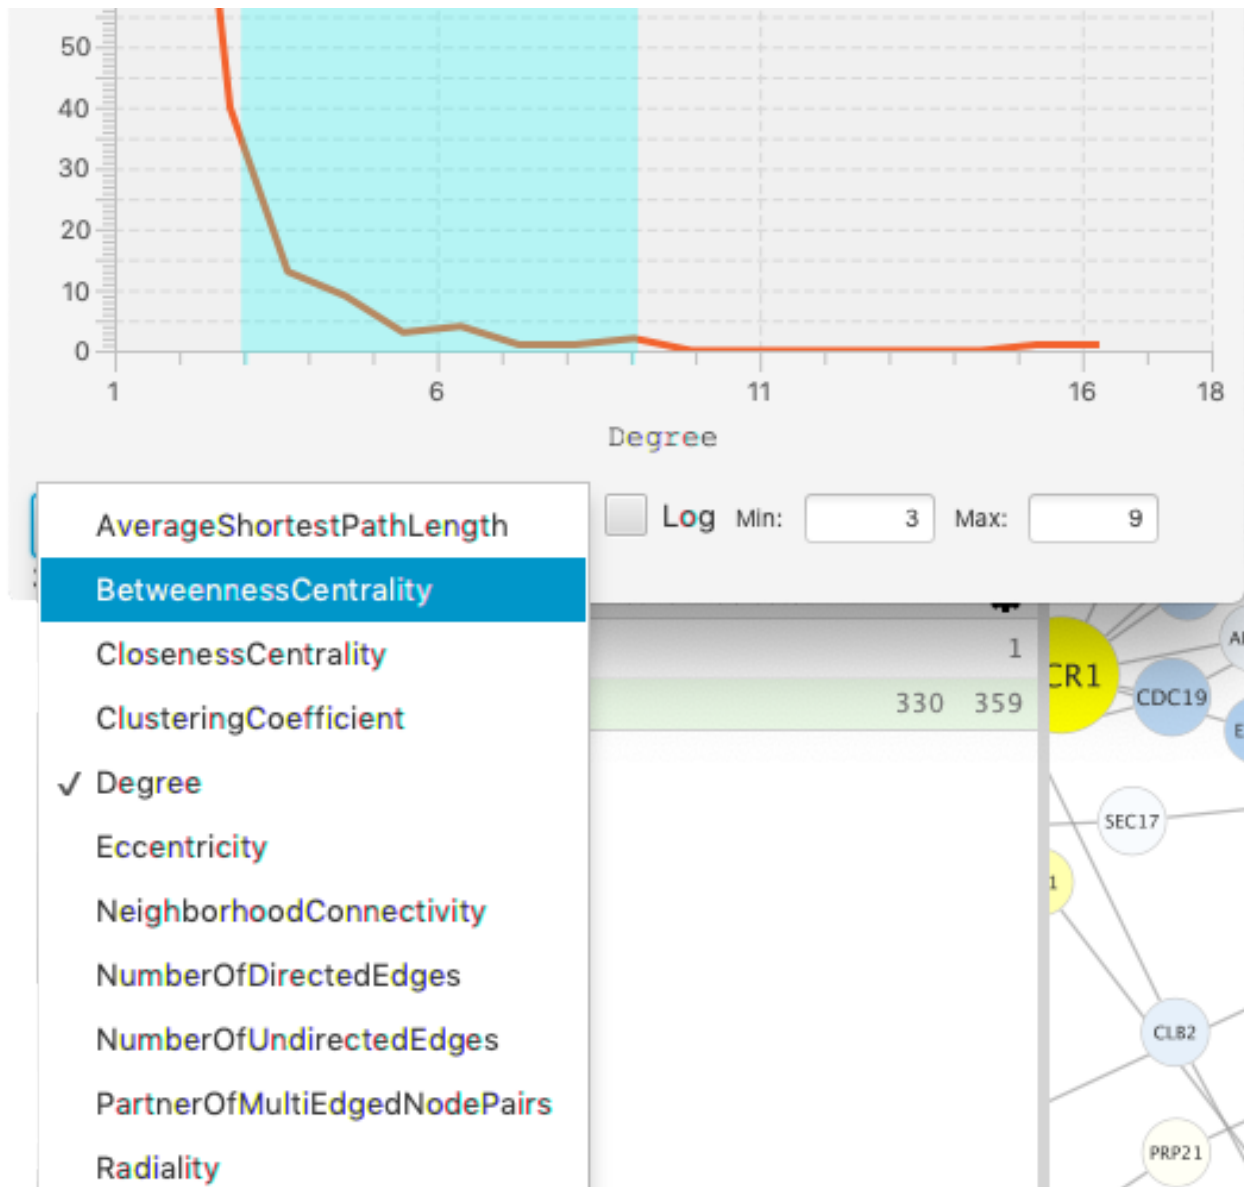 50
40
30
20
10
0
1 6 11 16 18
Degree
Log Min: 3 Max: 9
AverageShortestPathLength
BetweennessCentrality
ClosenessCentrality
ClusteringCoefficient
✓ Degree
Eccentricity
NeighborhoodConnectivity
NumberOfDirectedEdges
NumberOfUndirectedEdges
PartnerOfMultiEdgedNodePairs
Radiality
1
330 359
CR1
CDC19
SEC17
1
CLB2
PRP21